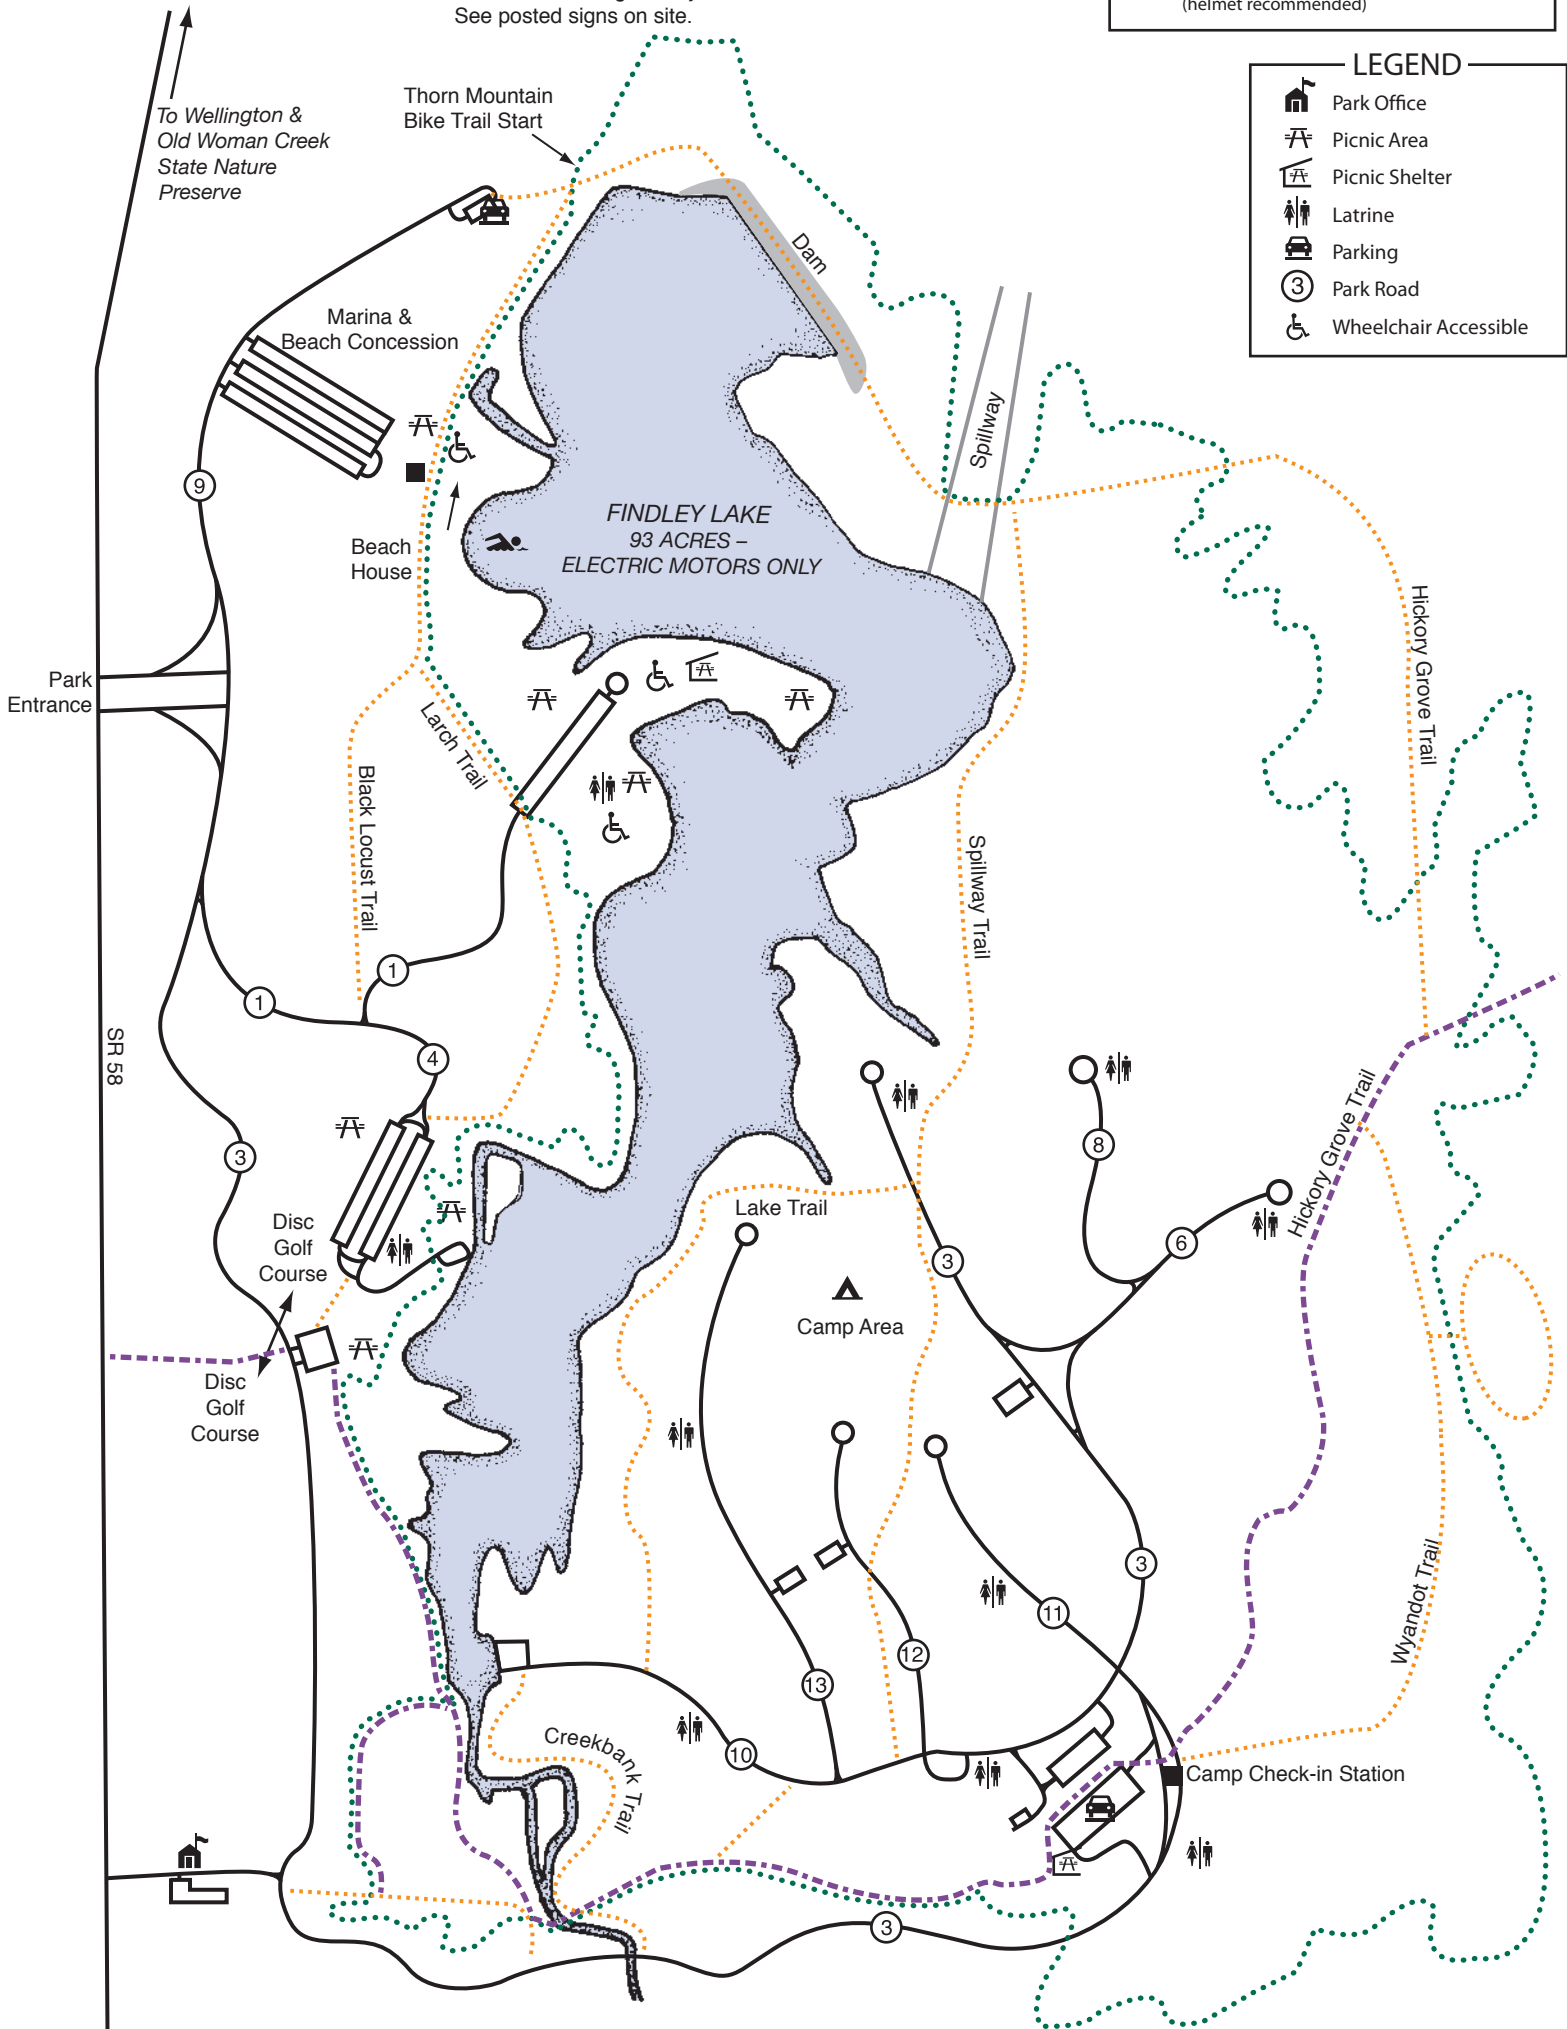 See posted signs on site.
(helmet recommended)
LEGEND
Park Office
Picnic Area
Picnic Shelter
Latrine
Parking
3 Park Road
Wheelchair Accessible
To Wellington &
Old Woman Creek
State Nature
Preserve
Thorn Mountain
Bike Trail Start
Dam
Marina &
Beach Concession
Spillway
9
FINDLEY LAKE
93 ACRES –
ELECTRIC MOTORS ONLY
Beach
House
Hickory Grove Trail
Park
Entrance
Larch Trail
Black Locust Trail
Spillway Trail
1
1
SR 58
4
3
8
Hickory Grove Trail
Lake Trail
6
3
Disc
Golf
Course
Camp Area
Disc
Golf
Course
3
11
Wyandot Trail
12
13
10
Creekbank Trail
Camp Check-in Station
3